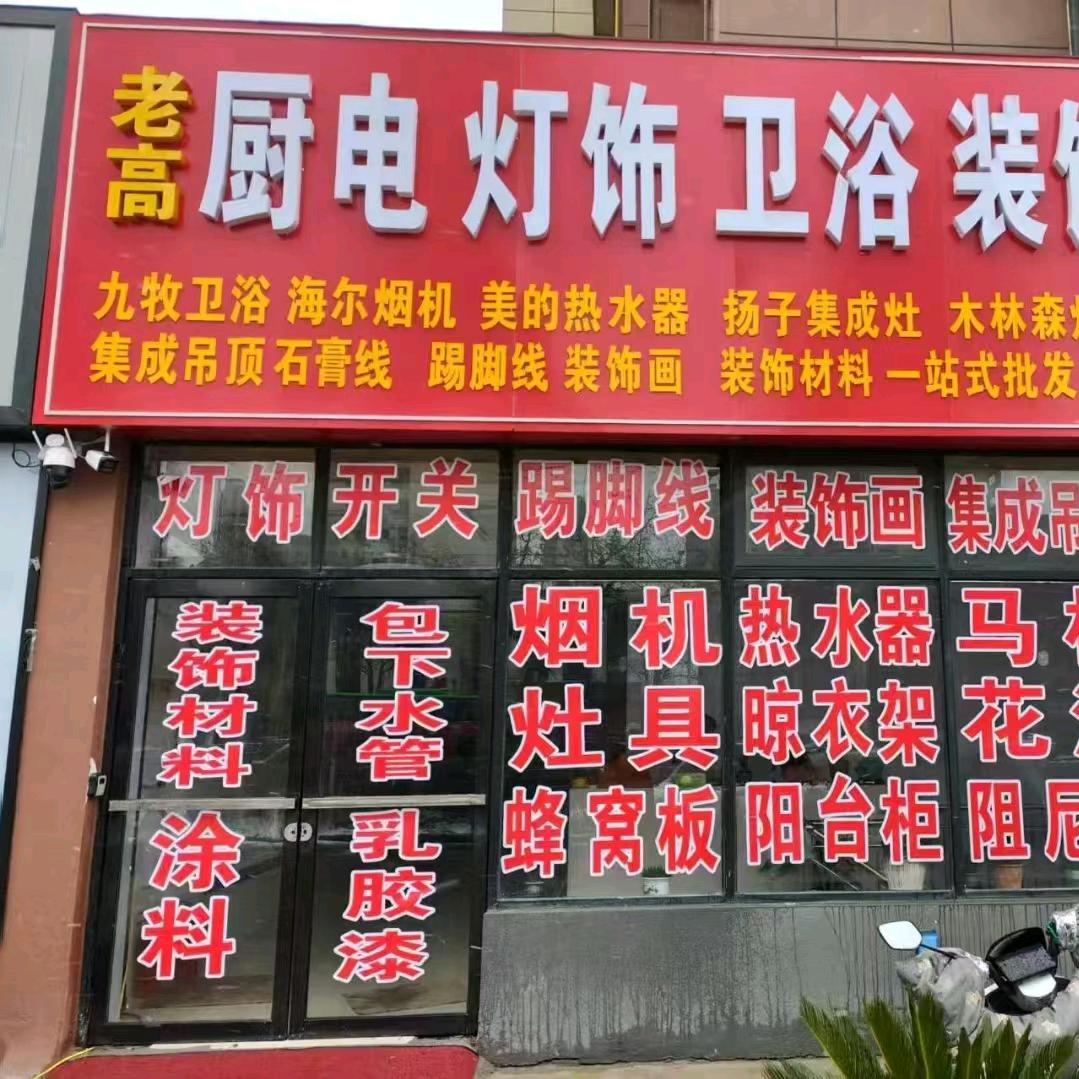 老高 厨电 灯饰 卫浴 装饰
九牧卫浴 海尔烟机 美的热水器 扬子集成灶 木林森
集成吊顶 石膏线 踢脚线 装饰画 装饰材料 一站式批发
灯饰 开关 踢脚线 装饰画 集成吊
装饰材料
涂料
包下水管
乳胶漆
烟机
灶具
蜂窝板
热水器
晾衣架
阳台柜
马
花
阻尼